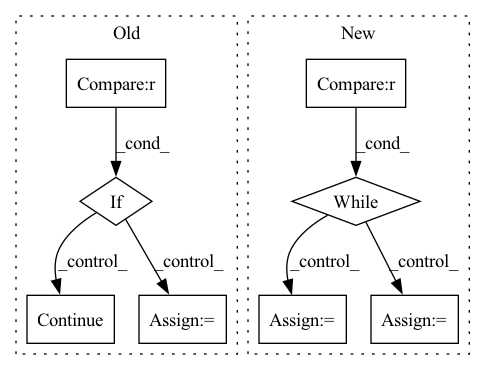 Old
New
Compare:r
Compare:r
_cond_
_cond_
If
While
_control_
_control_
_control_
_control_
Continue
Assign:=
Assign:=
Assign:=